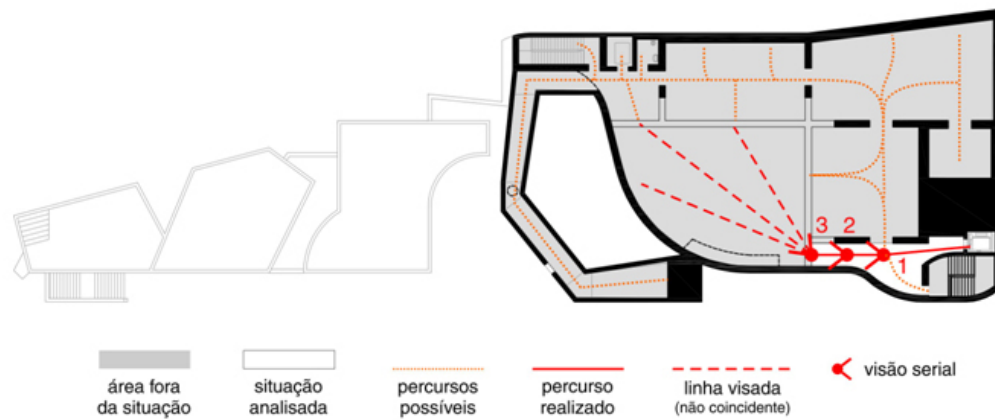 3 2
1
área fora
da situação
situação
analisada
percursos
possíveis
percurso
realizado
linha visada
(não coincidente)
visão serial